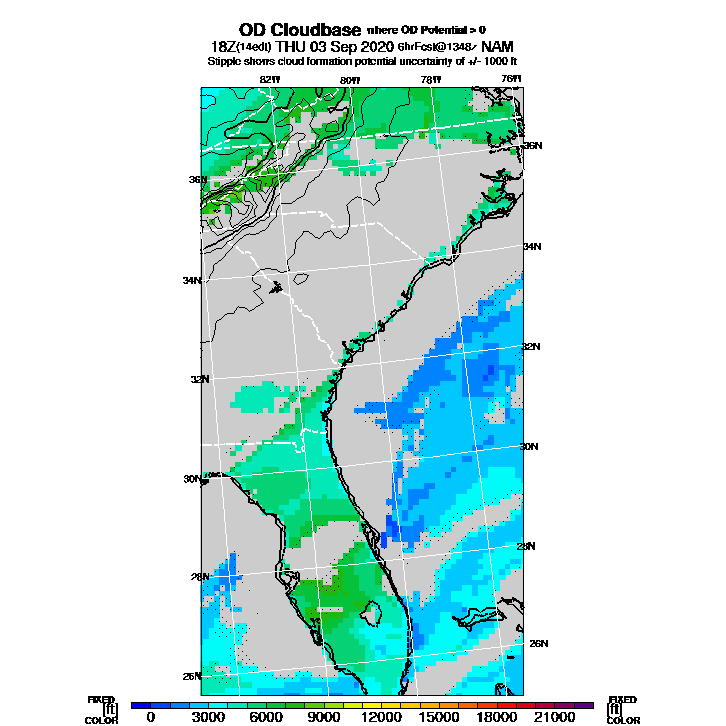 OD Cloudbase where OD Potential > 0
18Z(14edt) THU 03 Sep 2020 6hrFcst@1348z NAM
Stipple shows cloud formation potential uncertainty of +/- 1000 ft
82W 80W 78W 76W
36N
36N
34N
34N
32N
32N
30N
30N
28N
28N
26N
26N
FIXED FIXED
[ft] 0 3000 6000 9000 12000 15000 18000 21000 [ft]
COLOR COLOR